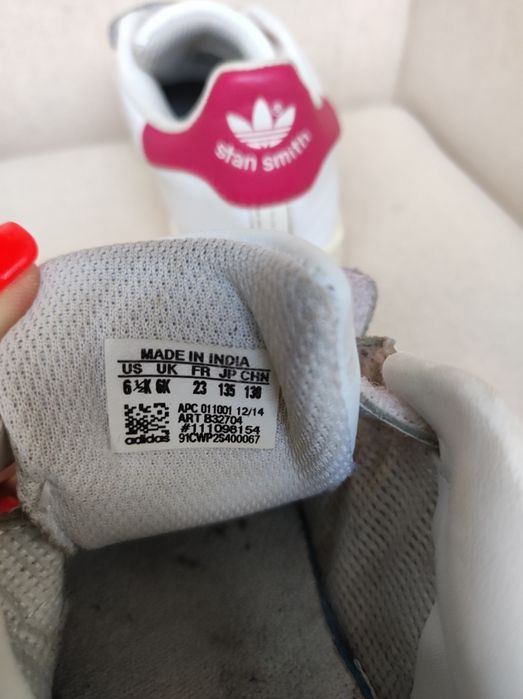 stan smith
MADE IN INDIA
US UK FR JP CHN
6 ½K 6K 23 135 130
APC 011001 12/14
ART B32704
#111098154
adidas 91CWP2S400067